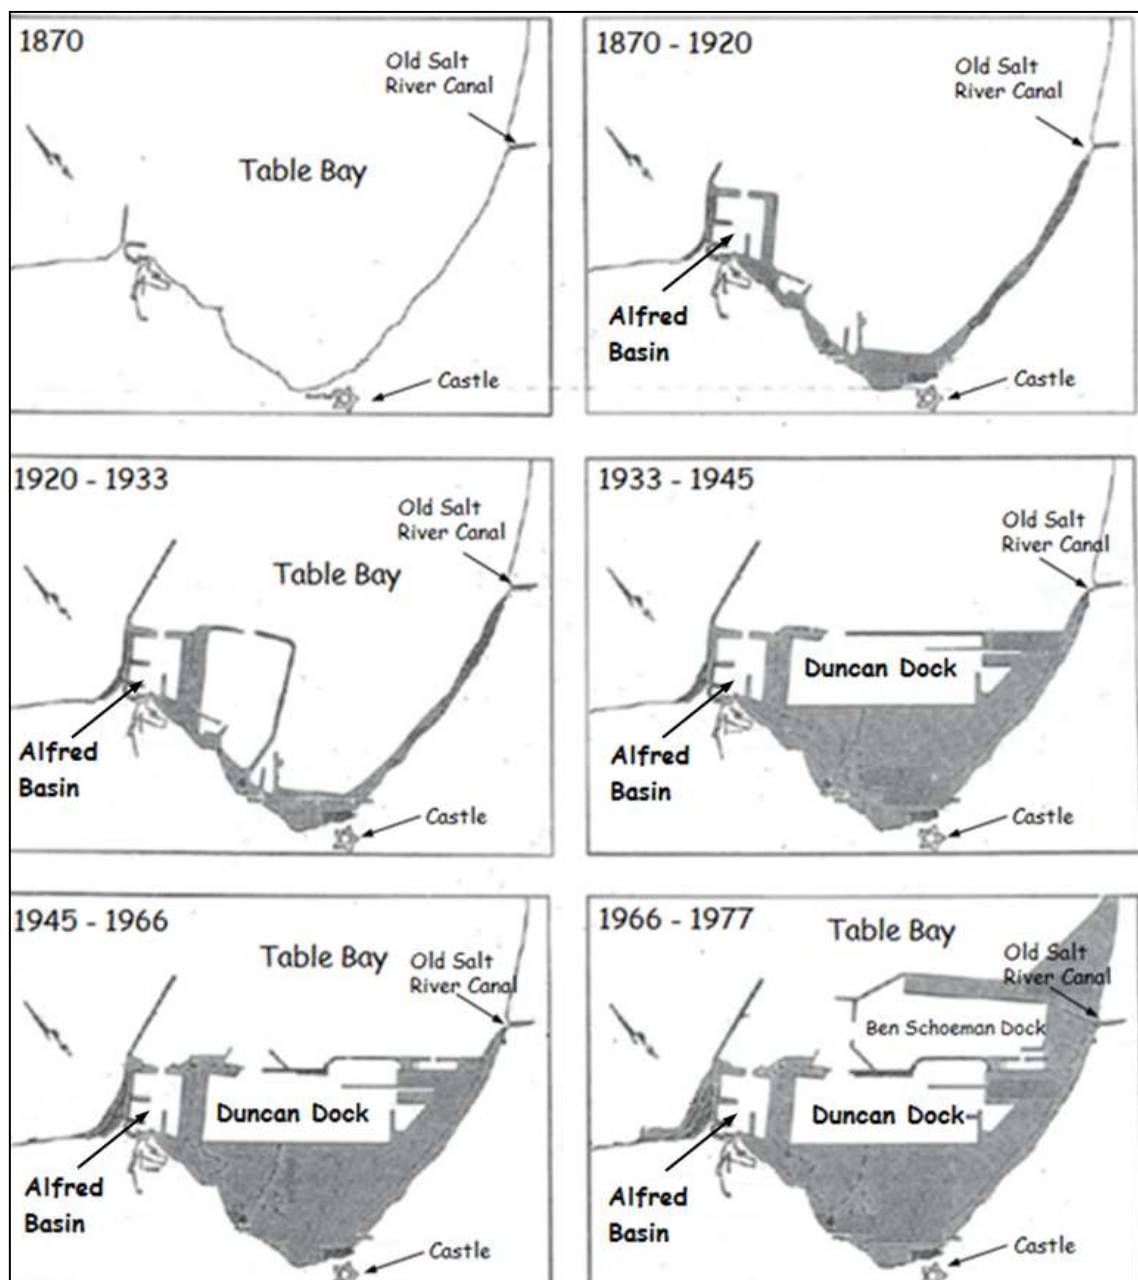 1870
Old Salt
River Canal
Table Bay
Castle
1870 - 1920
Old Salt
River Canal
Alfred
Basin
Castle
1920 - 1933
Old Salt
River Canal
Table Bay
Alfred
Basin
Castle
1933 - 1945
Old Salt
River Canal
Duncan Dock
Alfred
Basin
Castle
1945 - 1966
Table Bay
Old Salt
River Canal
Duncan Dock
Alfred
Basin
Castle
1966 - 1977
Table Bay
Old Salt
River Canal
Ben Schoeman Dock
Duncan Dock
Alfred
Basin
Castle